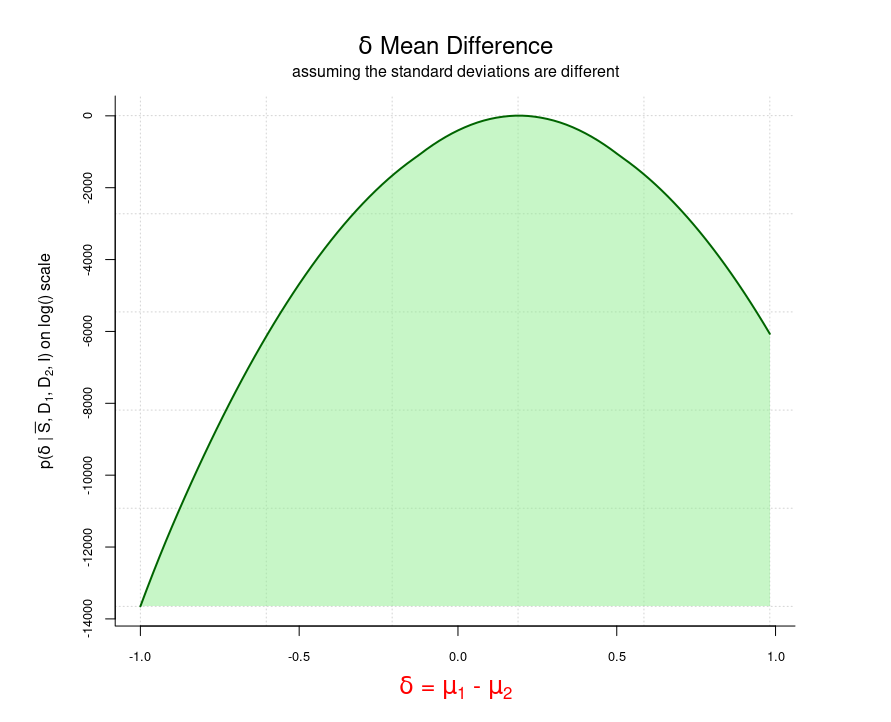 δ Mean Difference
assuming the standard deviations are different
p(δ | S̅, D₁, D₂, I) on log() scale
0
-2000
-4000
-6000
-8000
-10000
-12000
-14000
-1.0 -0.5 0.0 0.5 1.0
δ = μ₁ - μ₂